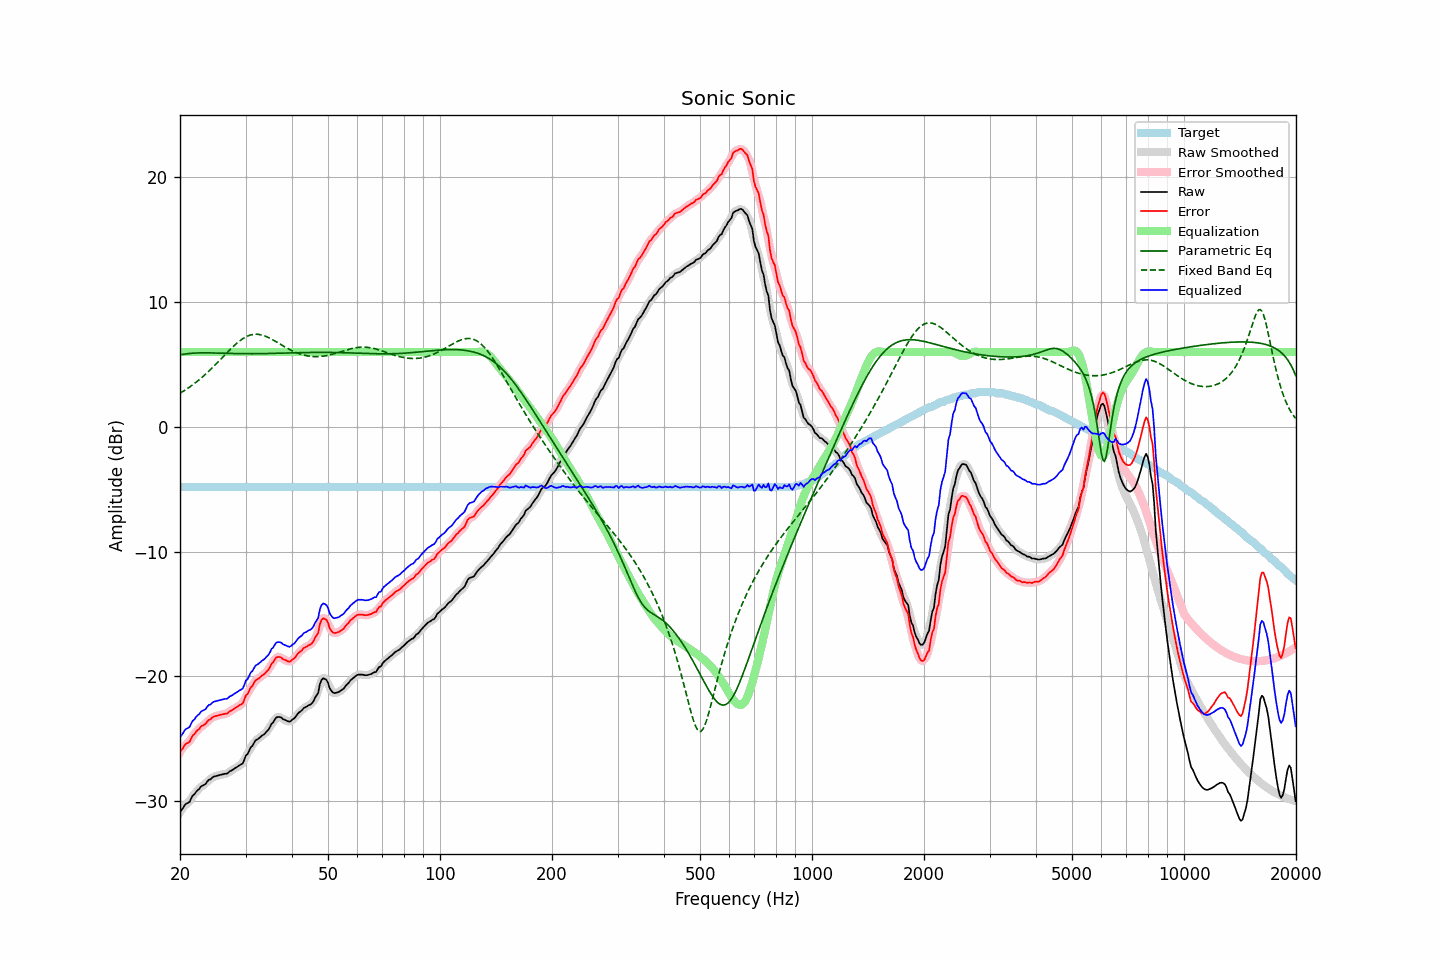 Sonic Sonic
Target
Raw Smoothed
Error Smoothed
Raw
Error
Equalization
Parametric Eq
Fixed Band Eq
Equalized
Amplitude (dBr)
20
10
0
−10
−20
−30
20 50 100 200 500 1000 2000 5000 10000 20000
Frequency (Hz)